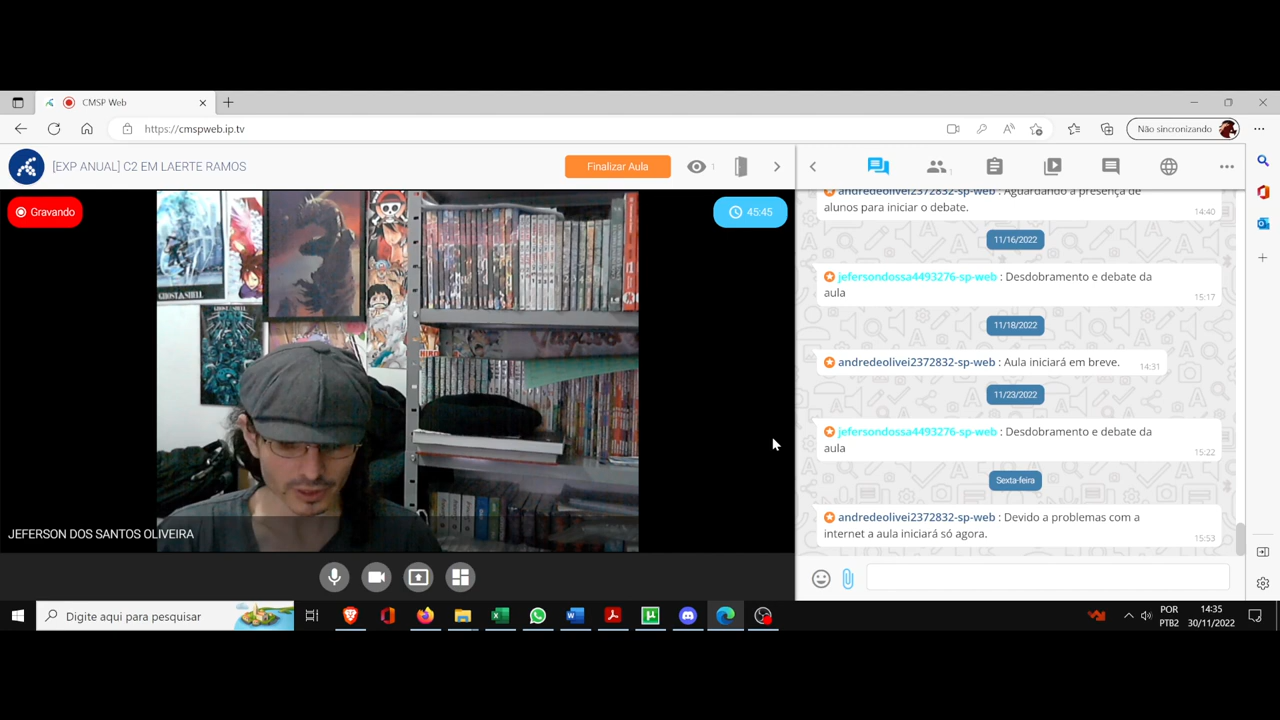 CMSP Web
https://cmspweb.ip.tv
Não sincronizando
[EXP ANUAL] C2 EM LAERTE RAMOS
Finalizar Aula
1
Gravando
45:45
GHOST IN THE SHELL
JEFERSON DOS SANTOS OLIVEIRA
andredeolivei2372832-sp-web : Aguardando a presença de
alunos para iniciar o debate.
14:40
11/16/2022
jefersondossa4493276-sp-web : Desdobramento e debate da
aula
15:17
11/18/2022
andredeolivei2372832-sp-web : Aula iniciará em breve.
14:31
11/23/2022
jefersondossa4493276-sp-web : Desdobramento e debate da
aula
15:22
Sexta-feira
andredeolivei2372832-sp-web : Devido a problemas com a
internet a aula iniciará só agora.
15:53
Digite aqui para pesquisar
POR
PTB2
14:35
30/11/2022